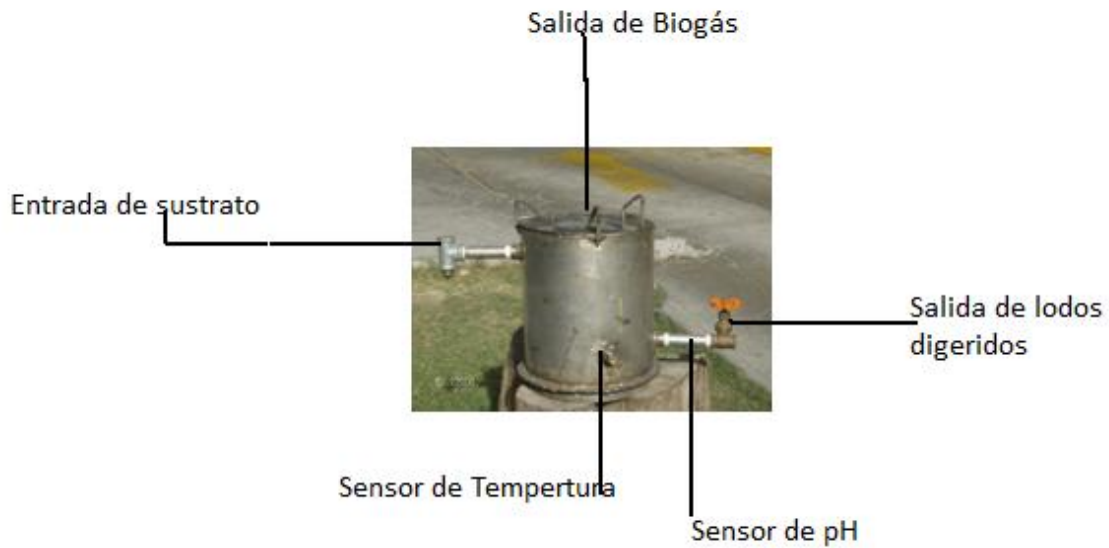 Salida de Biogás
Entrada de sustrato
Salida de lodos
digeridos
Sensor de Tempertura
Sensor de pH